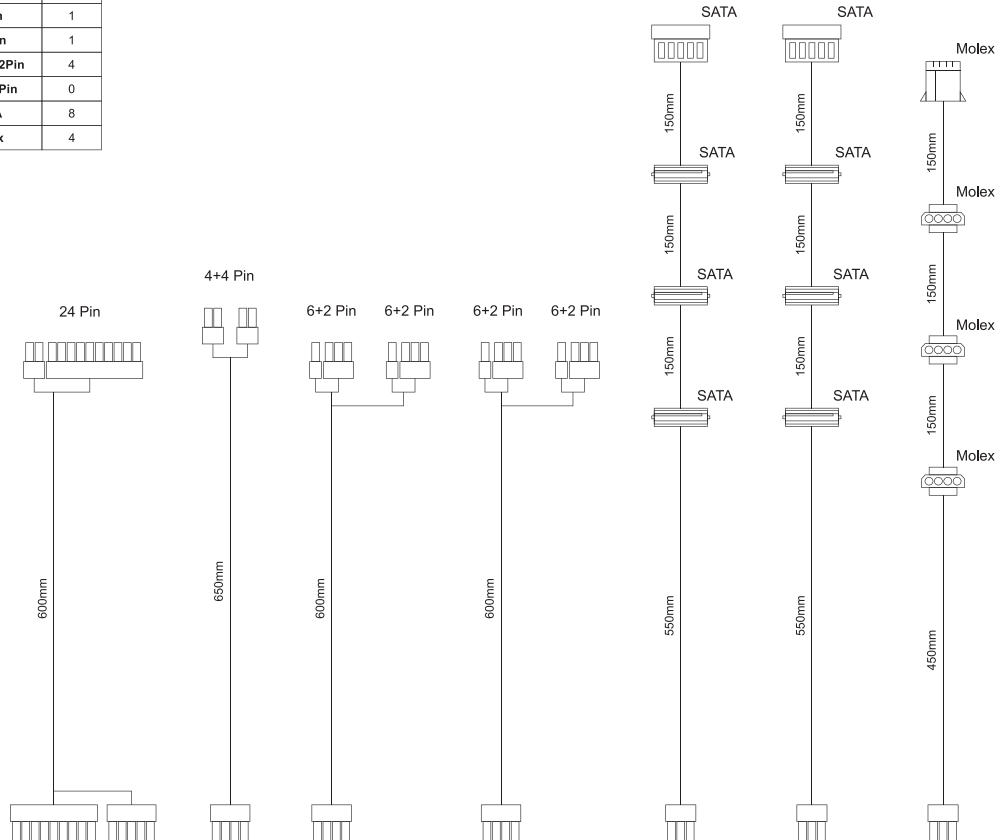 1
1
2Pin 4
Pin 0
8
4
SATA SATA
Molex
150mm 150mm 150mm
SATA SATA
Molex
150mm 150mm 150mm
4+4 Pin
SATA SATA
24 Pin
6+2 Pin 6+2 Pin 6+2 Pin 6+2 Pin
Molex
150mm 150mm 150mm
SATA SATA
Molex
600mm 650mm 600mm 600mm 550mm 550mm 450mm